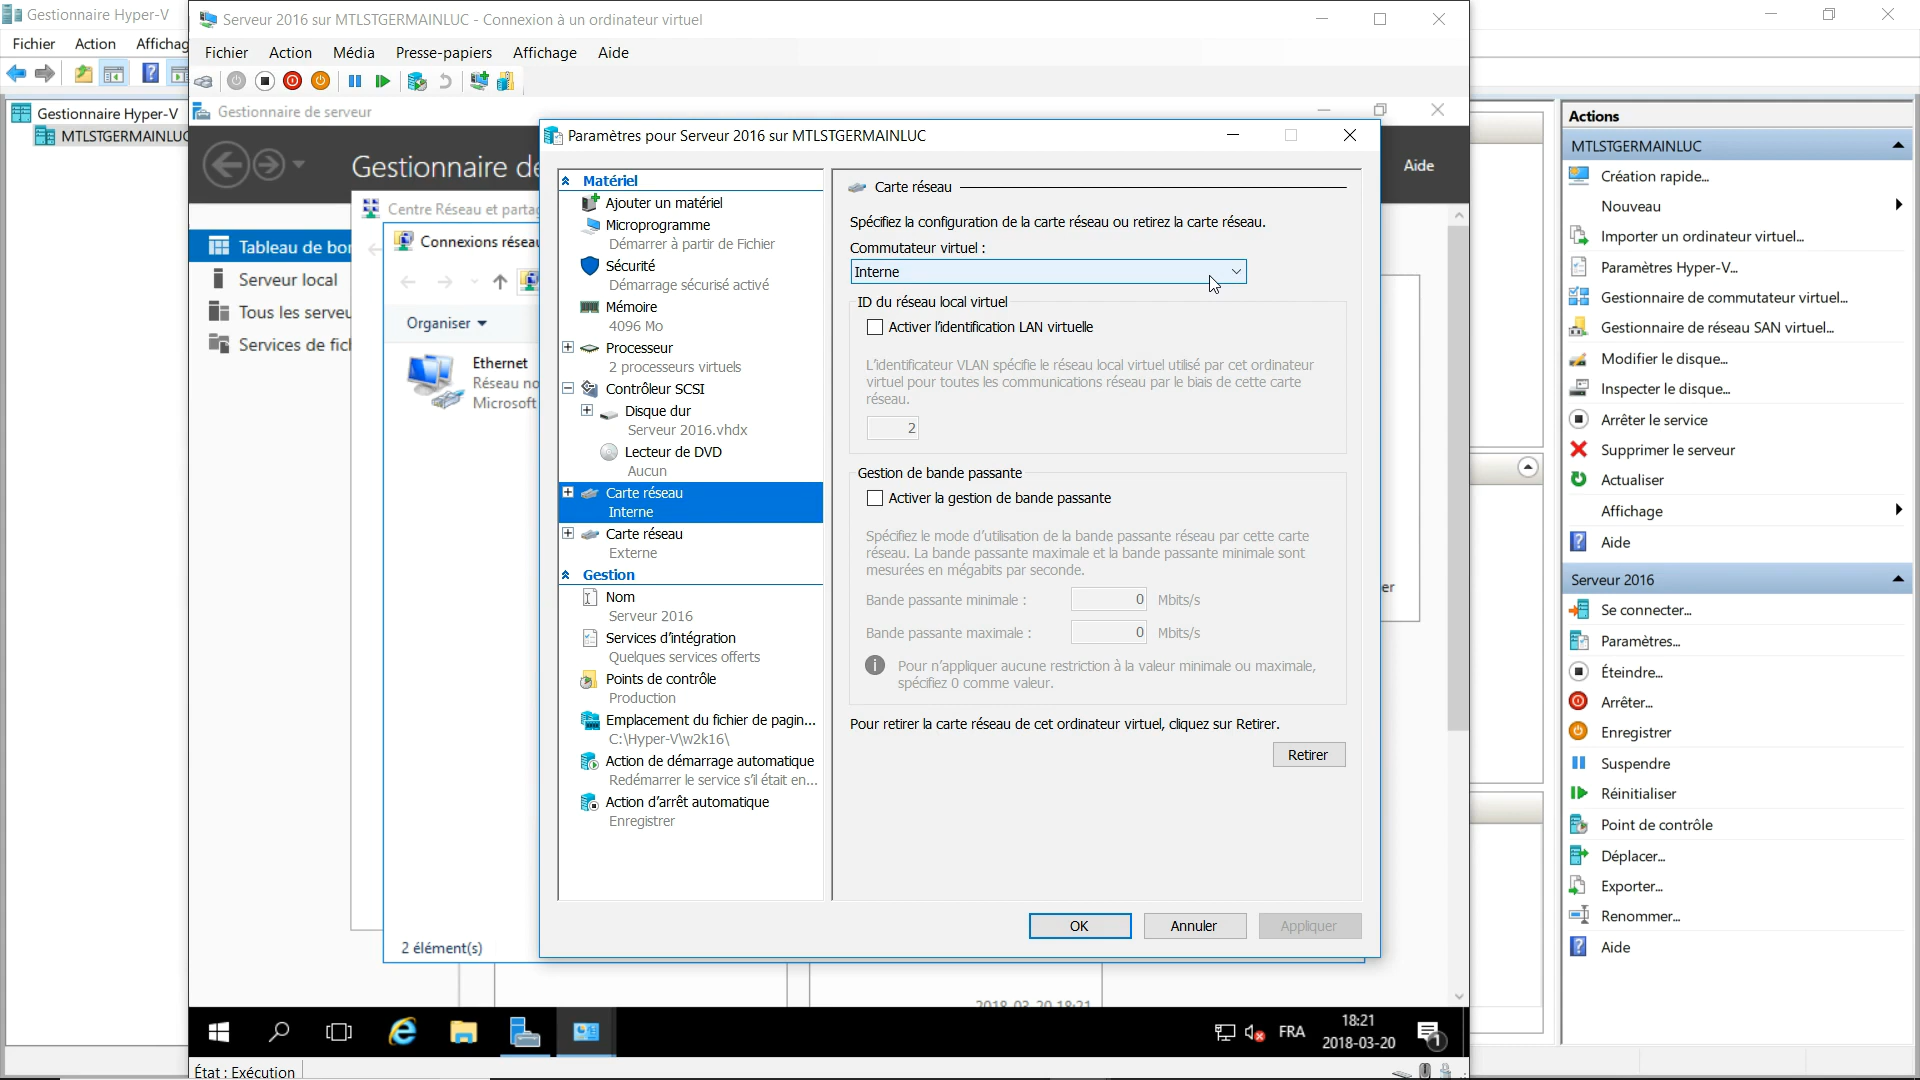 Gestionnaire Hyper-V
Fichier Action Affichag
Gestionnaire Hyper-V
MTLSTGERMAINLUC
Serveur 2016 sur MTLSTGERMAINLUC - Connexion à un ordinateur virtuel
Fichier Action Média Presse-papiers Affichage Aide
Gestionnaire de serveur
Gestionnaire de
Aide
Tableau de bor
Serveur local
Tous les serveu
Services de fich
Centre Réseau et partag
Connexions réseau
Organiser
Ethernet
Réseau no
Microsoft
2 élément(s)
er
2018-03-20 18:21
Paramètres pour Serveur 2016 sur MTLSTGERMAINLUC
Matériel
Ajouter un matériel
Microprogramme
Démarrer à partir de Fichier
Sécurité
Démarrage sécurisé activé
Mémoire
4096 Mo
Processeur
2 processeurs virtuels
Contrôleur SCSI
Disque dur
Serveur 2016.vhdx
Lecteur de DVD
Aucun
Carte réseau
Interne
Carte réseau
Externe
Gestion
Nom
Serveur 2016
Services d'intégration
Quelques services offerts
Points de contrôle
Production
Emplacement du fichier de pagin...
C:\Hyper-V\w2k16\
Action de démarrage automatique
Redémarrer le service s'il était en...
Action d'arrêt automatique
Enregistrer
Carte réseau
Spécifiez la configuration de la carte réseau ou retirez la carte réseau.
Commutateur virtuel :
Interne
ID du réseau local virtuel
Activer l'identification LAN virtuelle
L'identificateur VLAN spécifie le réseau local virtuel utilisé par cet ordinateur
virtuel pour toutes les communications réseau par le biais de cette carte
réseau.
2
Gestion de bande passante
Activer la gestion de bande passante
Spécifiez le mode d'utilisation de la bande passante réseau par cette carte
réseau. La bande passante maximale et la bande passante minimale sont
mesurées en mégabits par seconde.
Bande passante minimale : 0 Mbits/s
Bande passante maximale : 0 Mbits/s
Pour n'appliquer aucune restriction à la valeur minimale ou maximale,
spécifiez 0 comme valeur.
Pour retirer la carte réseau de cet ordinateur virtuel, cliquez sur Retirer.
Retirer
OK Annuler Appliquer
Actions
MTLSTGERMAINLUC
Création rapide...
Nouveau
Importer un ordinateur virtuel...
Paramètres Hyper-V...
Gestionnaire de commutateur virtuel...
Gestionnaire de réseau SAN virtuel...
Modifier le disque...
Inspecter le disque...
Arrêter le service
Supprimer le serveur
Actualiser
Affichage
Aide
Serveur 2016
Se connecter...
Paramètres...
Éteindre...
Arrêter...
Enregistrer
Suspendre
Réinitialiser
Point de contrôle
Déplacer...
Exporter...
Renommer...
Aide
FRA
18:21
2018-03-20
1
État : Exécution